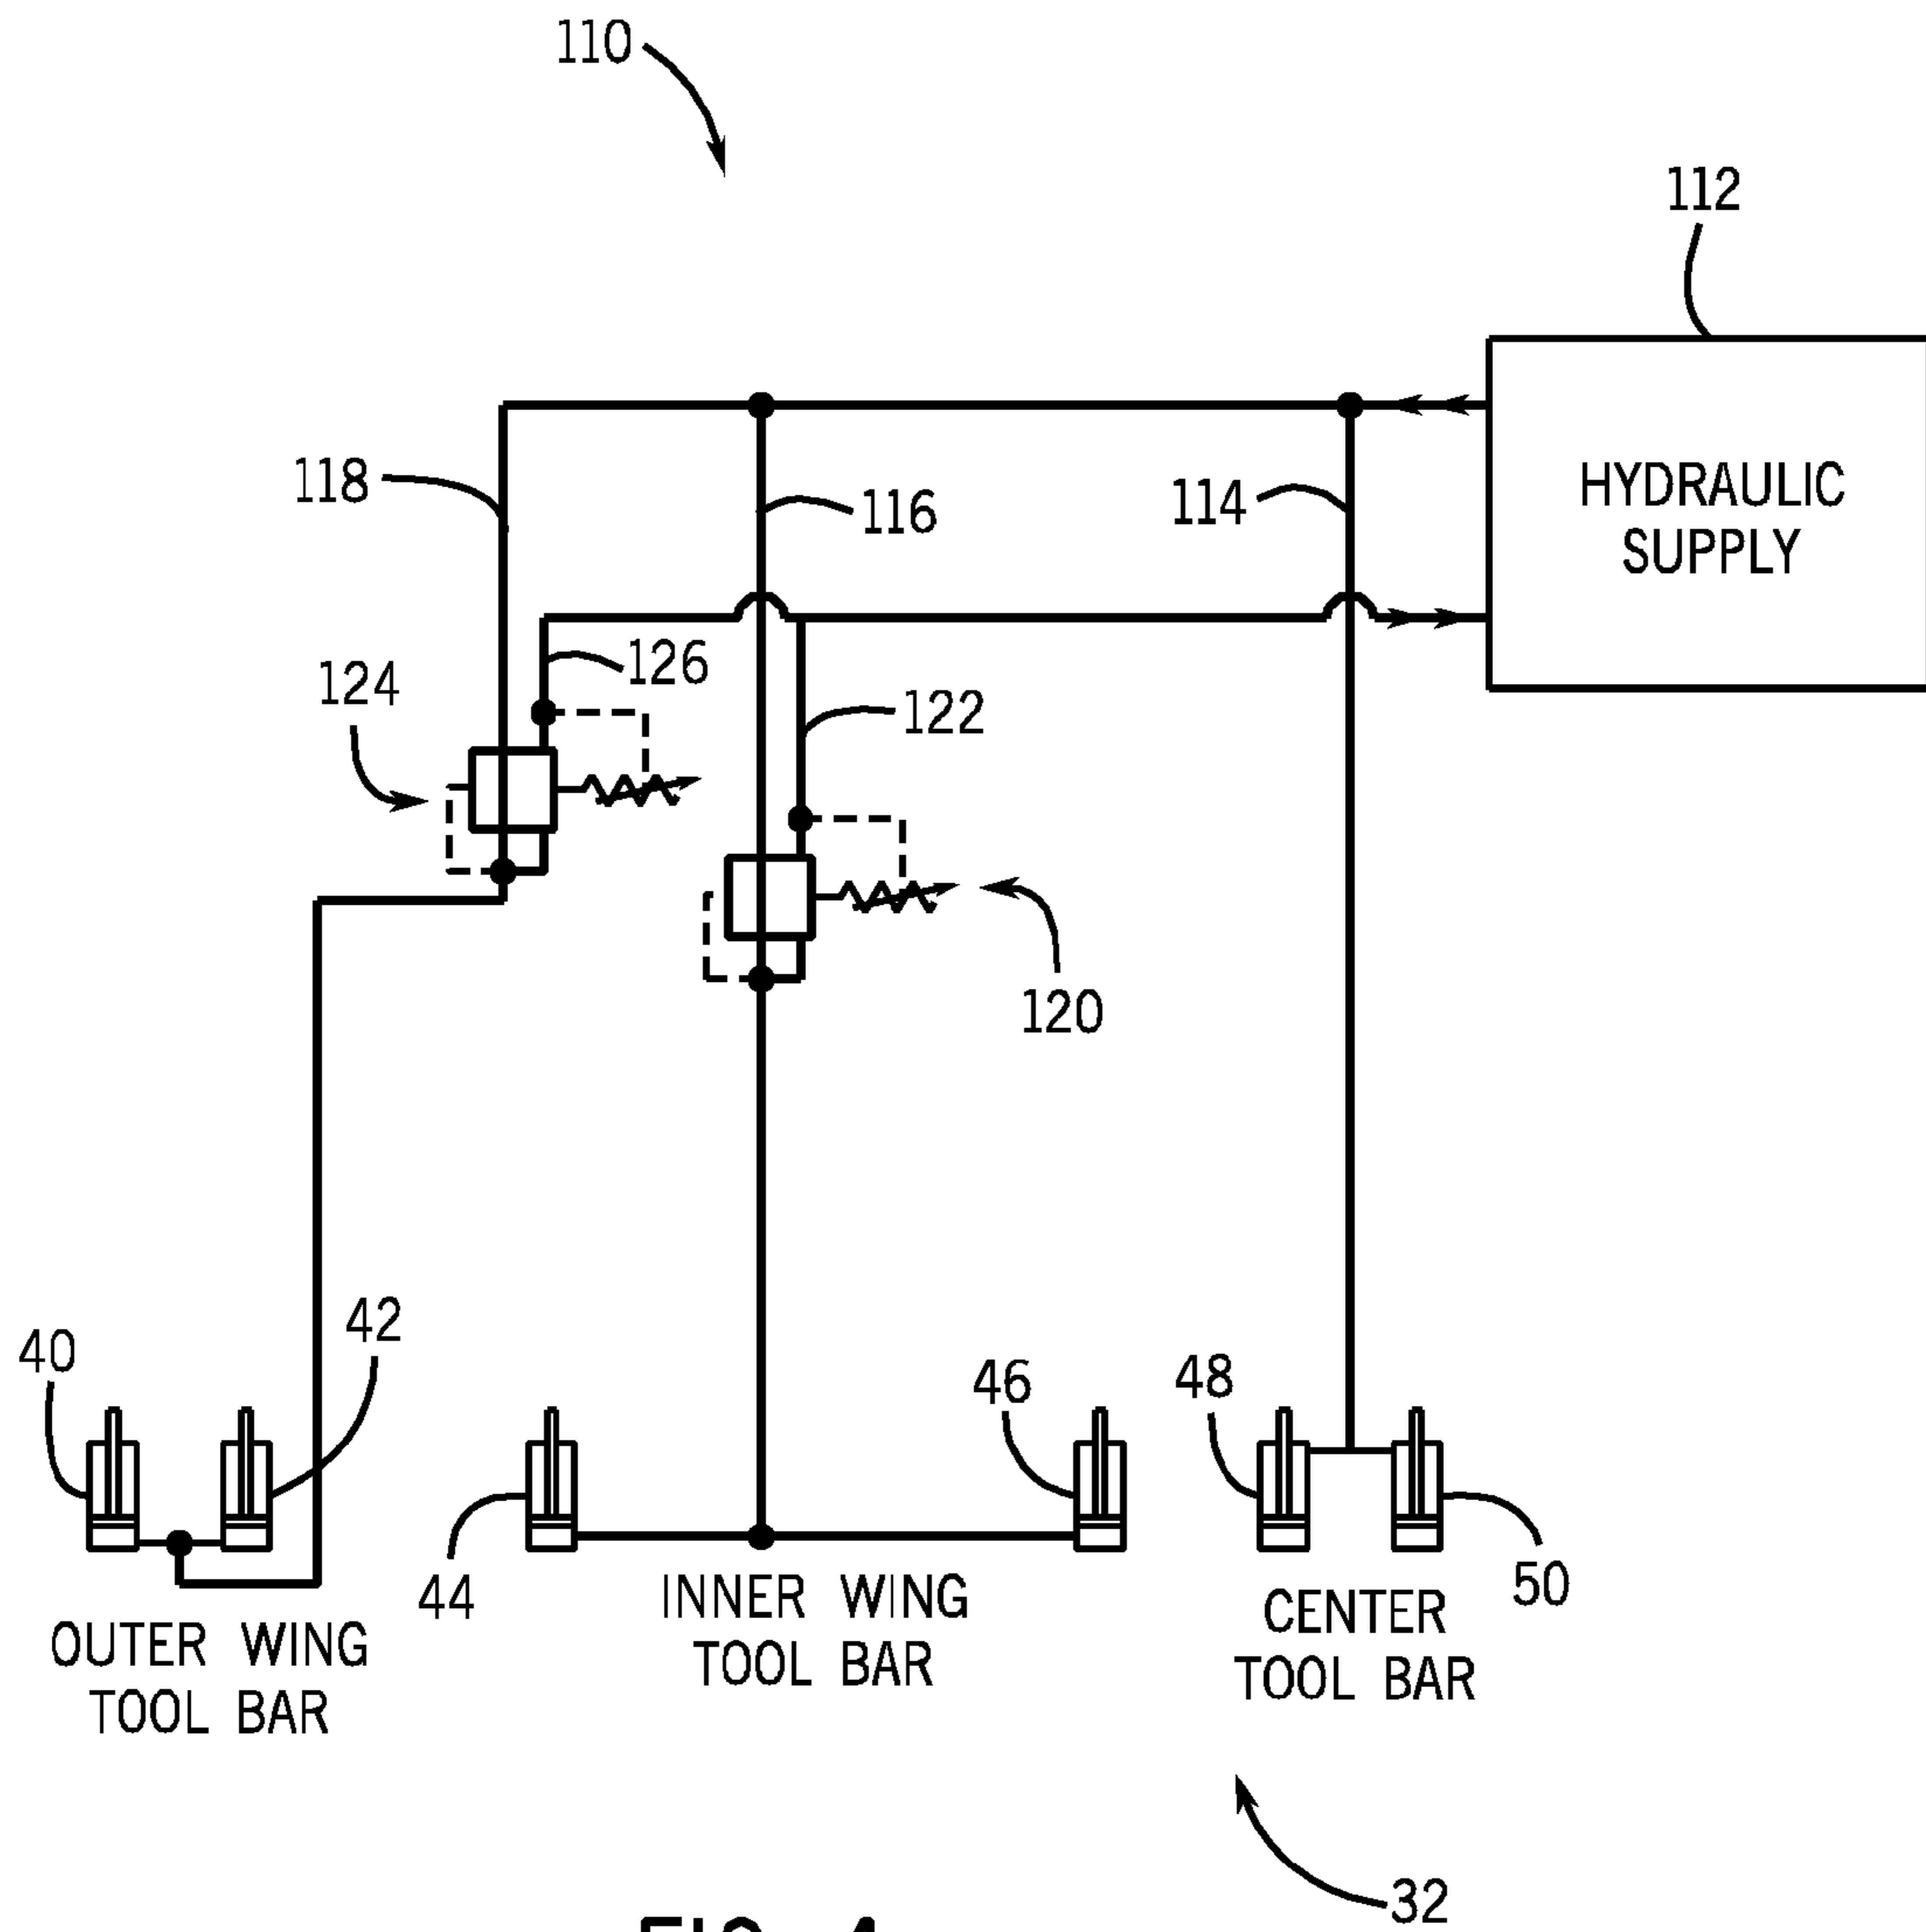 110
112
HYDRAULIC
SUPPLY
118
116
114
126
124
122
120
42
40
46
48
44
50
INNER WING
TOOL BAR
CENTER
TOOL BAR
OUTER WING
TOOL BAR
32